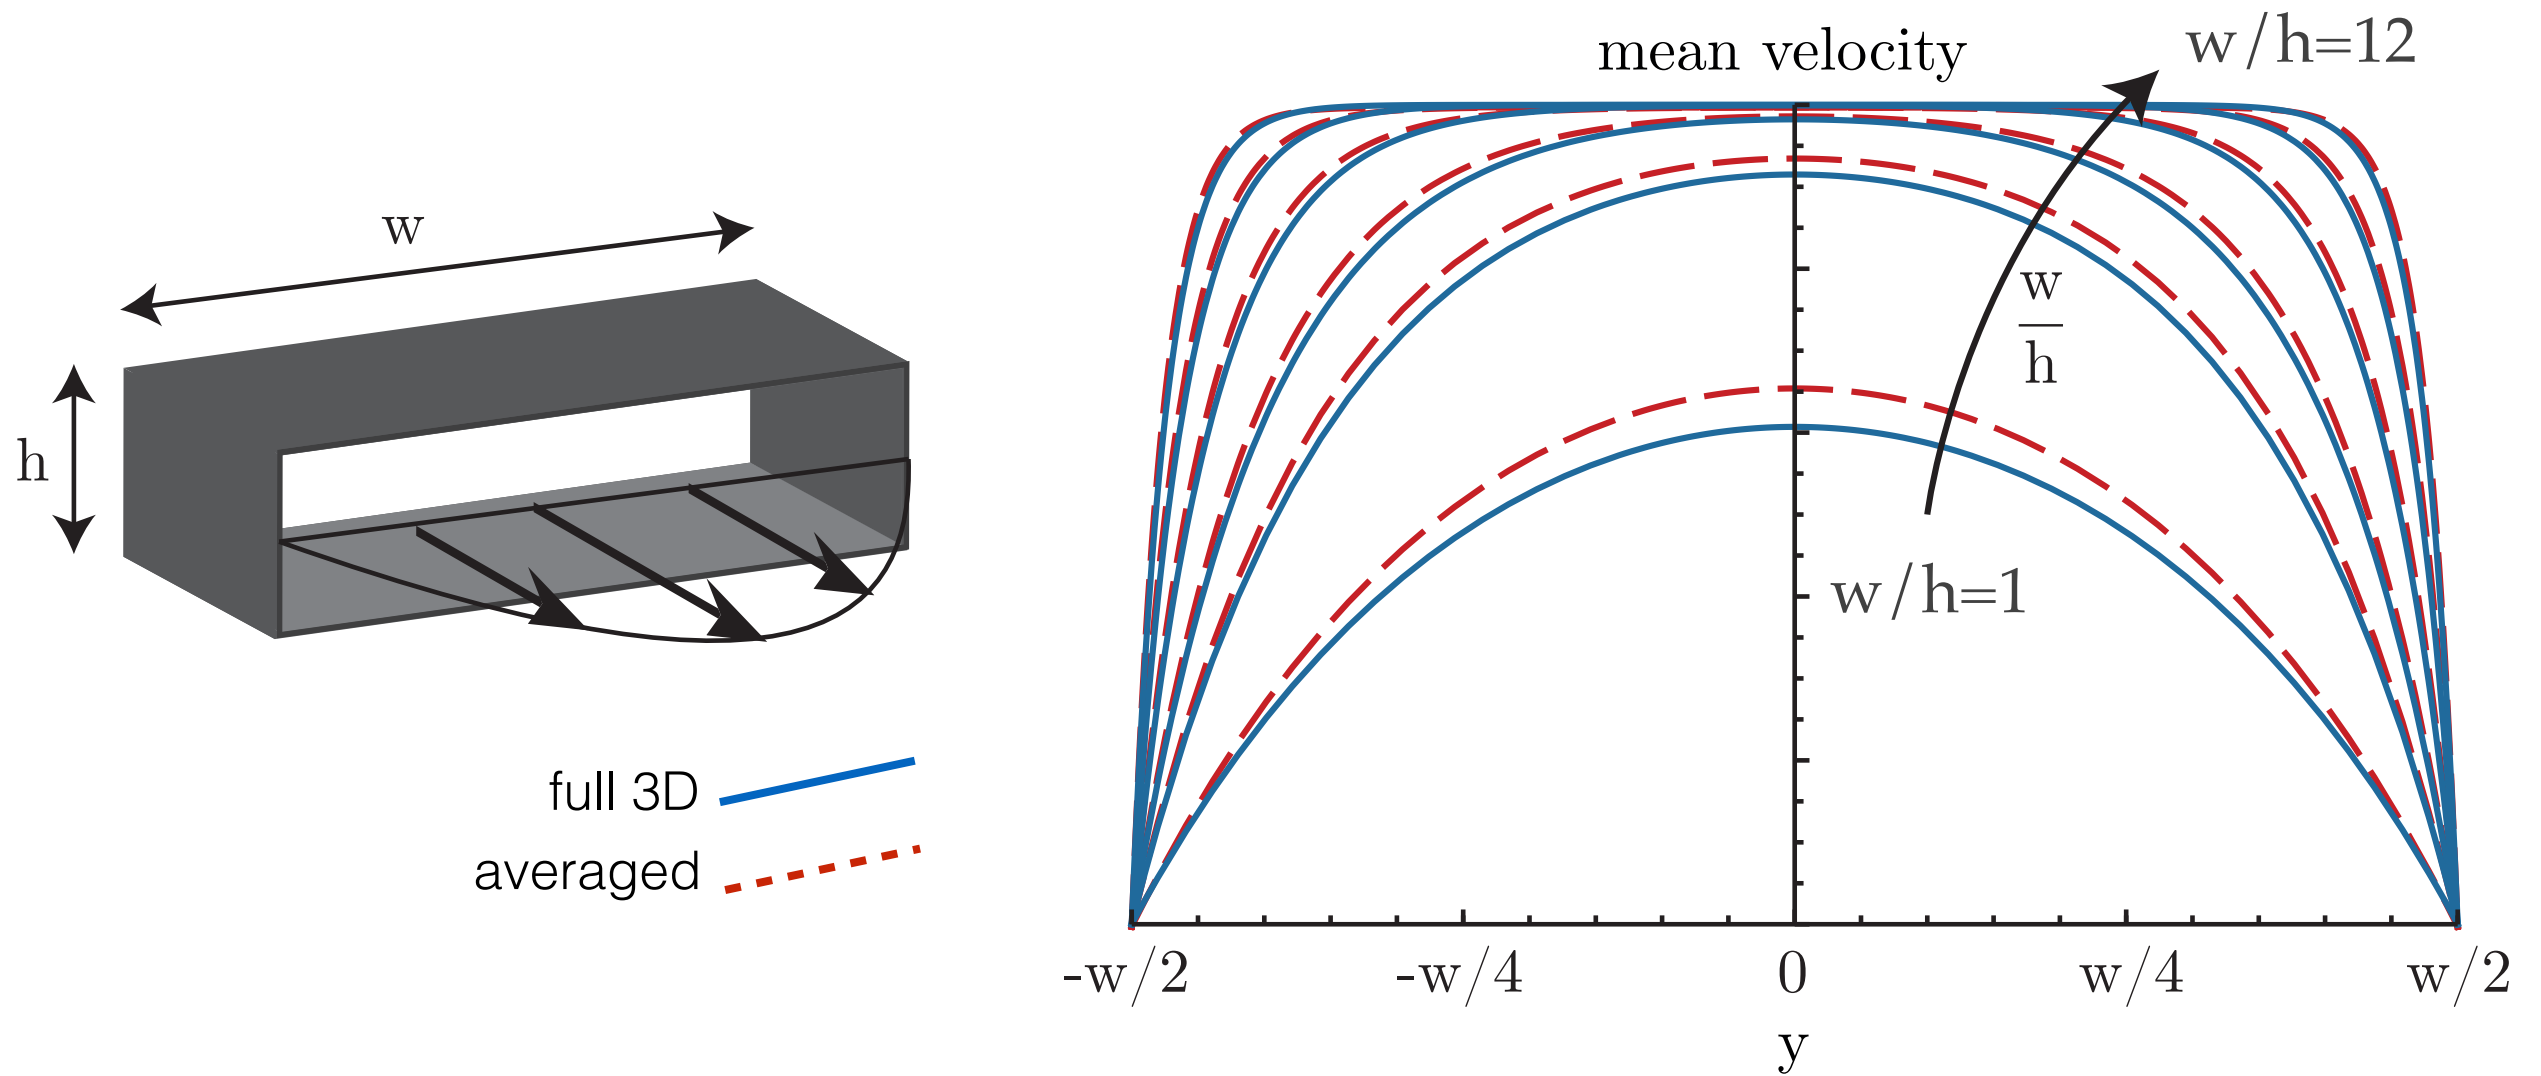 w
h
full 3D
averaged
mean velocity
w/h=12
w
h
w/h=1
-w/2
-w/4
0
w/4
w/2
y